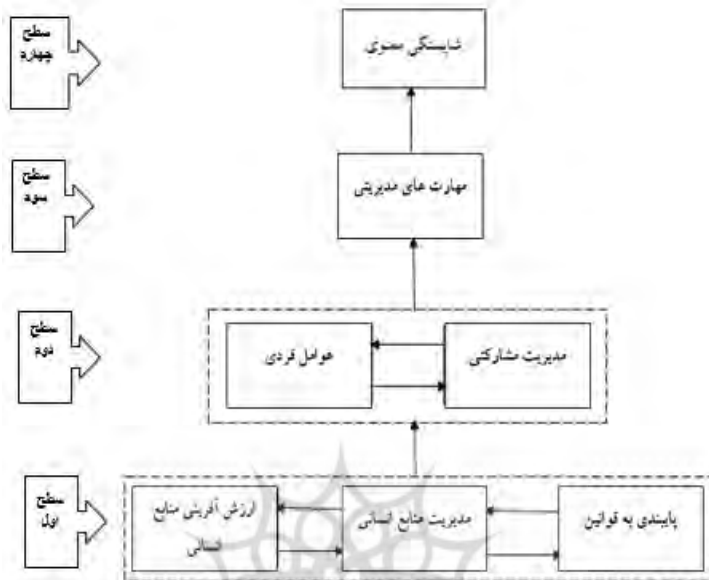 سطح
چهارم
شایستگی معنوی
سطح
سوم
مهارت های مدیریتی
سطح
دوم
مدیریت مشارکتی
عوامل فردی
سطح
اول
پایبندی به قوانین
مدیریت منابع انسانی
ارزش آفرینی منابع
انسانی